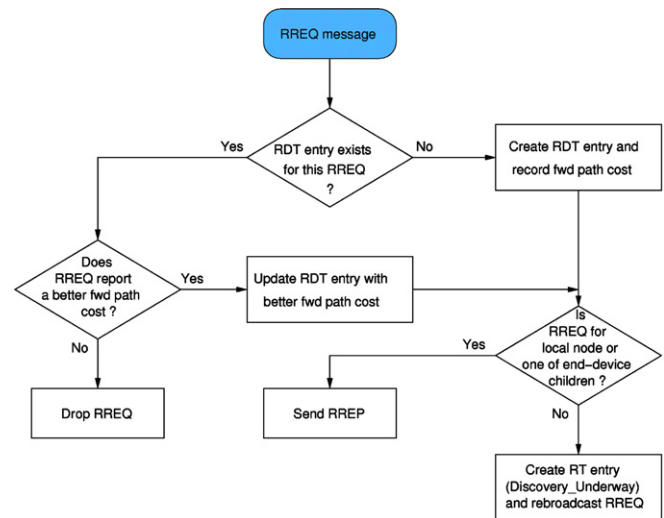 RREQ message
RDT entry exists
for this RREQ
?
Yes
No
Create RDT entry and
record fwd path cost
Does
RREQ report
a better fwd path
cost ?
Yes
No
Update RDT entry with
better fwd path cost
Is
RREQ for
local node or
one of end–device
children ?
Yes
No
Drop RREQ
Send RREP
Create RT entry
(Discovery_Underway)
and rebroadcast RREQ